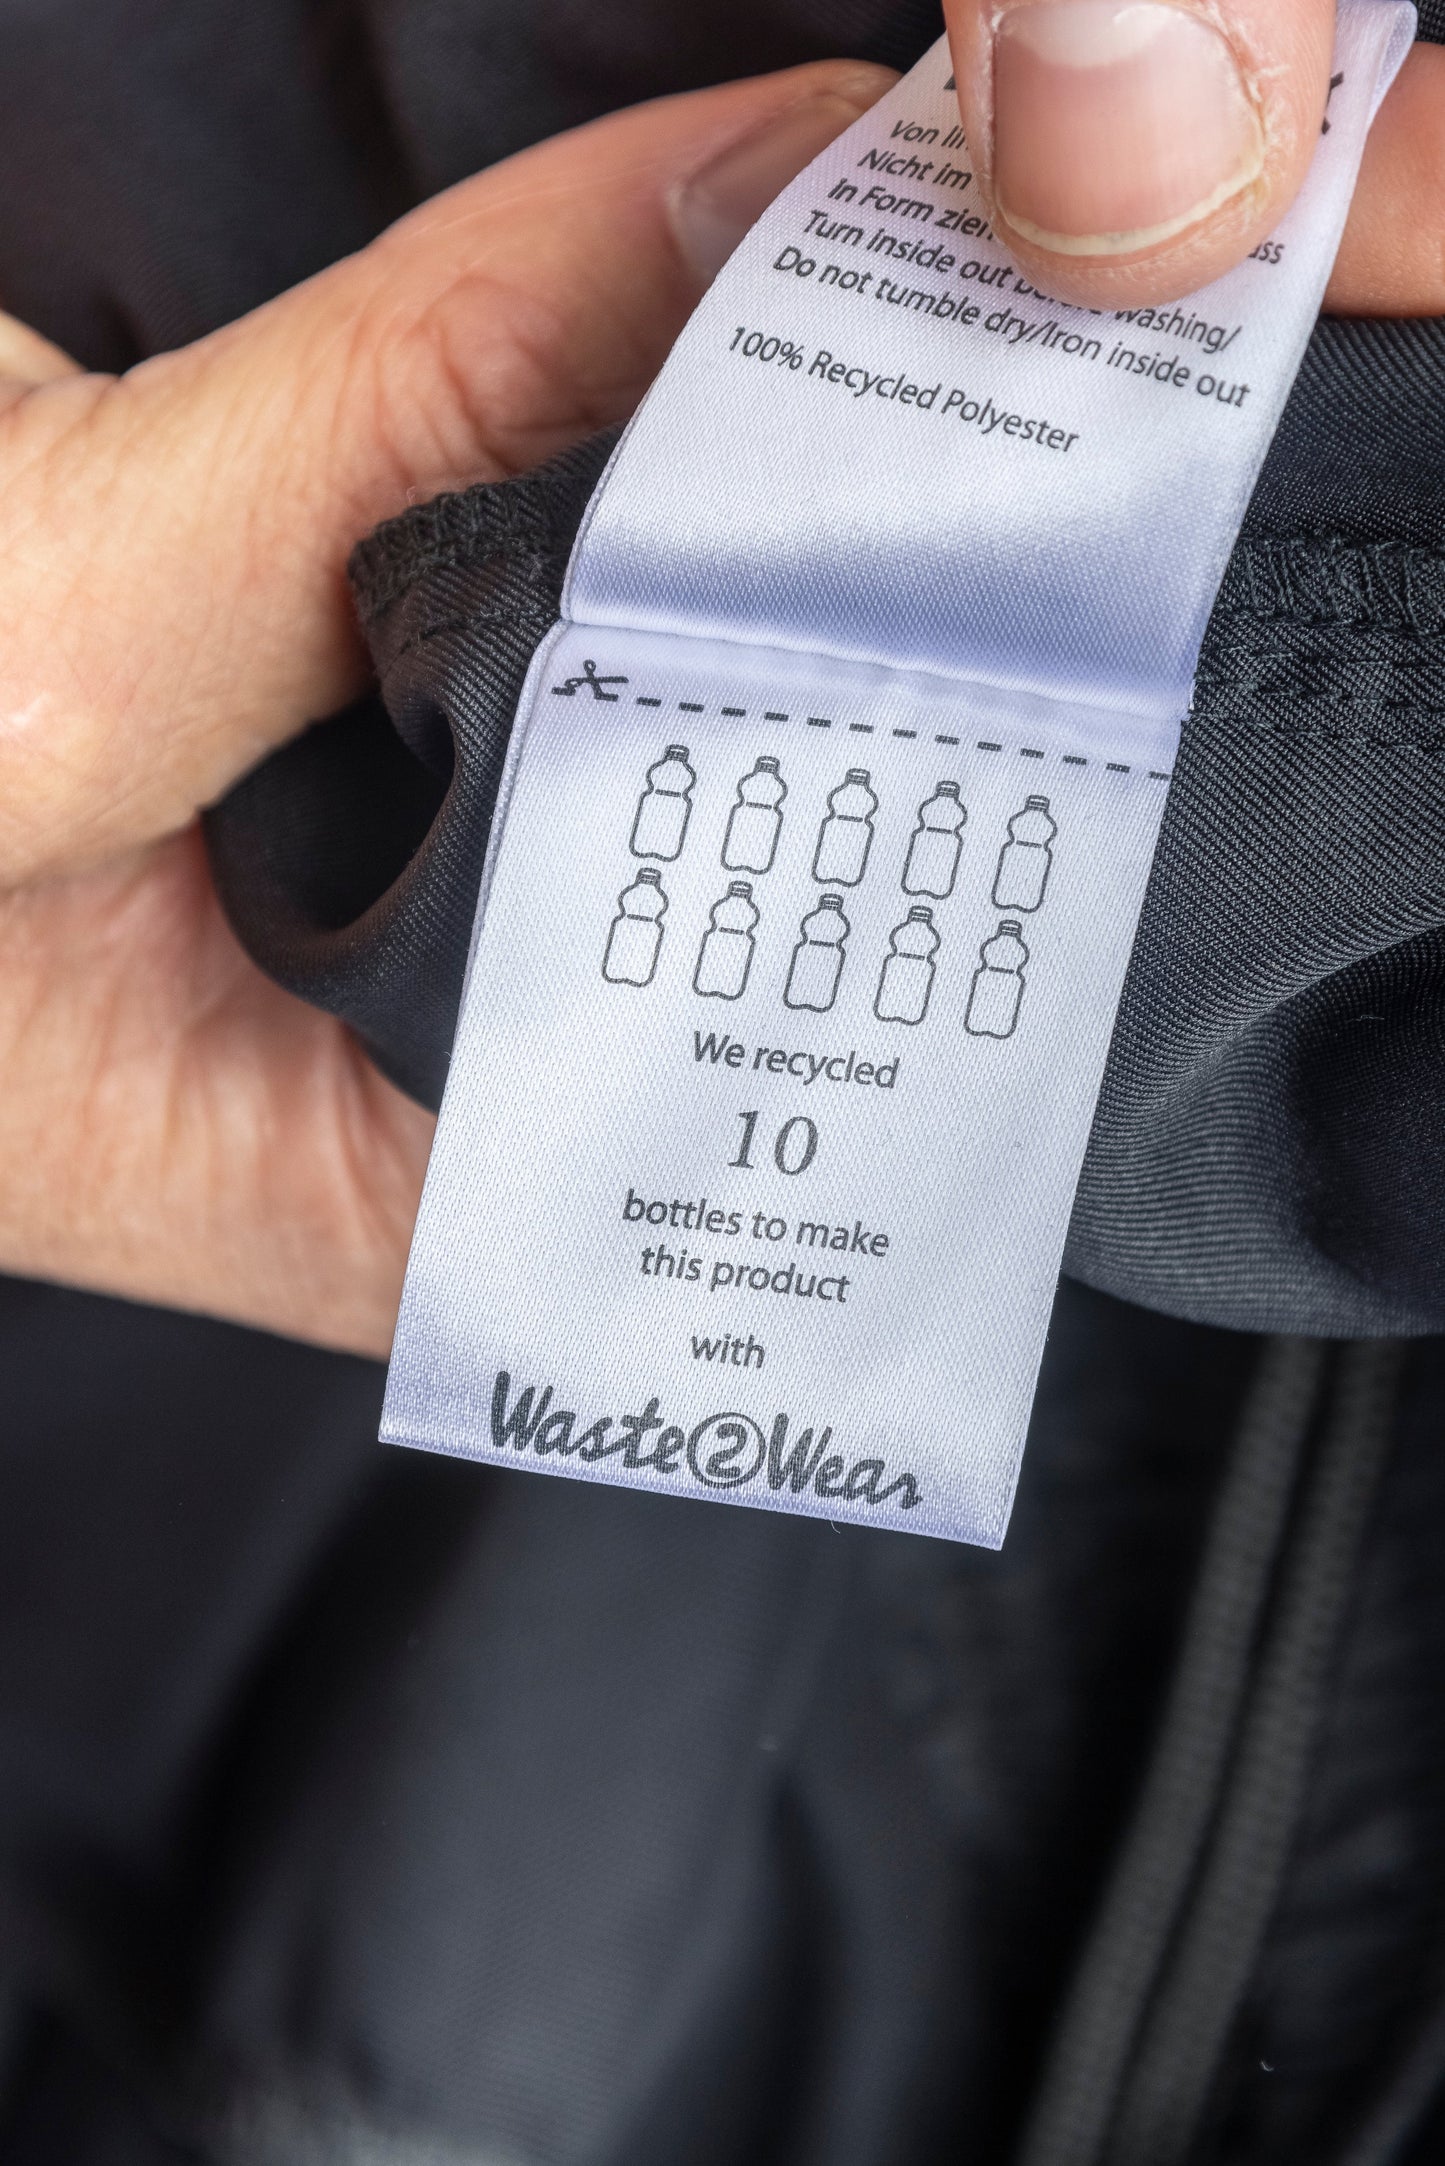 Von
Nicht im
In Form
Turn inside out washing/
Do not tumble dry/Iron inside out
100% Recycled Polyester
We recycled
10
bottles to make
this product
with
Waste2Wear